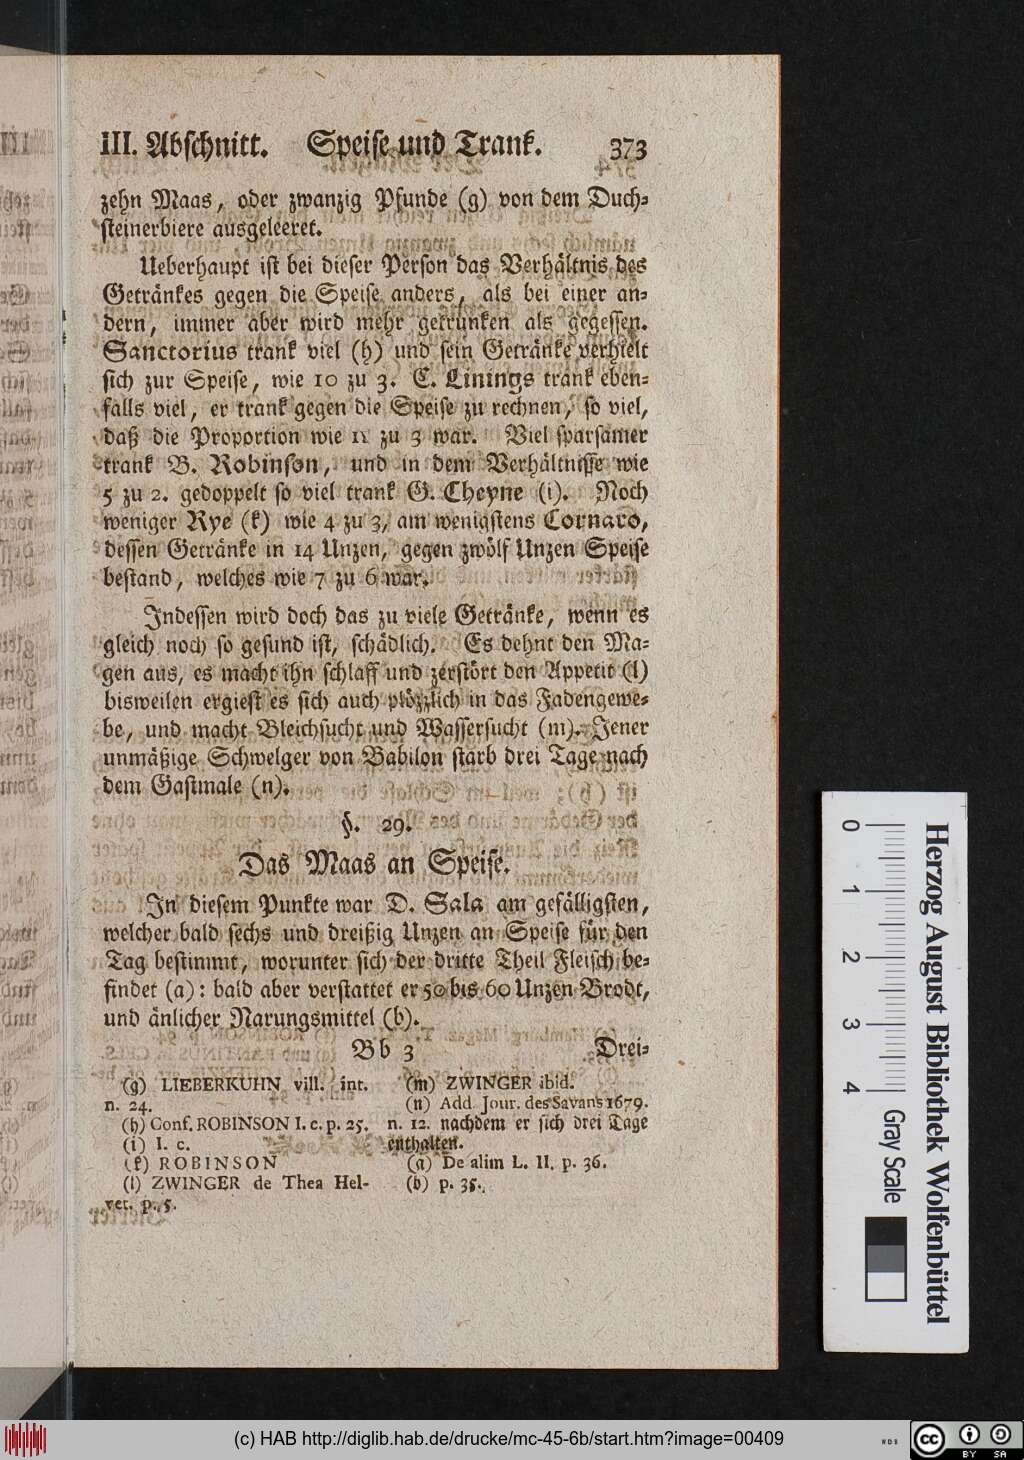 III. Abschnitt. Speise und Trank. 373
zehn Maas, oder zwanzig Pfunde (g) von dem Duch-
steinerbiere ausgeleeret.
Ueberhaupt ist bei dieser Person das Verhältnis des
Getränkes gegen die Speise anders, als bei einer an-
dern, immer aber wird mehr getrunken als gegessen.
Sanctorius trank viel (h) und sein Getränke verhielt
sich zur Speise, wie 10 zu 3. C. Linings trank eben-
falls viel, er trank gegen die Speise zu rechnen, so viel,
daß die Proportion wie 11 zu 3 war. Viel sparsamer
trank B. Robinson, und in dem Verhältnisse wie
5 zu 2. gedoppelt so viel trank G. Cheyne (i). Noch
weniger Rye (k) wie 4 zu 3, am wenigstens Cornaro,
dessen Getränke in 14 Unzen, gegen zwölf Unzen Speise
bestand, welches wie 7 zu 6 war.
Indessen wird doch das zu viele Getränke, wenn es
gleich noch so gesund ist, schädlich. Es dehnt den Ma-
gen aus, es macht ihn schlaff und zerstört den Appetit (l)
bisweilen ergiest es sich auch plözzlich in das Fadengewe-
be, und macht Bleichsucht und Wassersucht (m). Jener
unmäßige Schwelger von Babilon starb drei Tage nach
dem Gastmale (n).
§. 29.
Das Maas an Speise.
In diesem Punkte war D. Sala am gefälligsten,
welcher bald sechs und dreißig Unzen an Speise für den
Tag bestimmt, worunter sich der dritte Theil Fleisch be-
findet (a): bald aber verstattet er 50 bis 60 Unzen Brodt,
und änlicher Narungsmittel (b).
Bb 3 Drei-
(g) LIEBERKUHN vill. int.
n. 24.
(h) Conf. ROBINSON I. c. p. 25.
(i) I. c.
(k) ROBINSON
(l) ZWINGER de Thea Hel-
vet. p. 5.
(m) ZWINGER ibid.
(n) Add. Jour. des Savans 1679.
n. 12. nachdem er sich drei Tage
enthalten.
(a) De alim L. II. p. 36.
(b) p. 35.
0 1 2 3 4
Gray Scale
Herzog August Bibliothek Wolfenbüttel
(c) HAB http://diglib.hab.de/drucke/mc-45-6b/start.htm?image=00409
WDB
cc BY SA